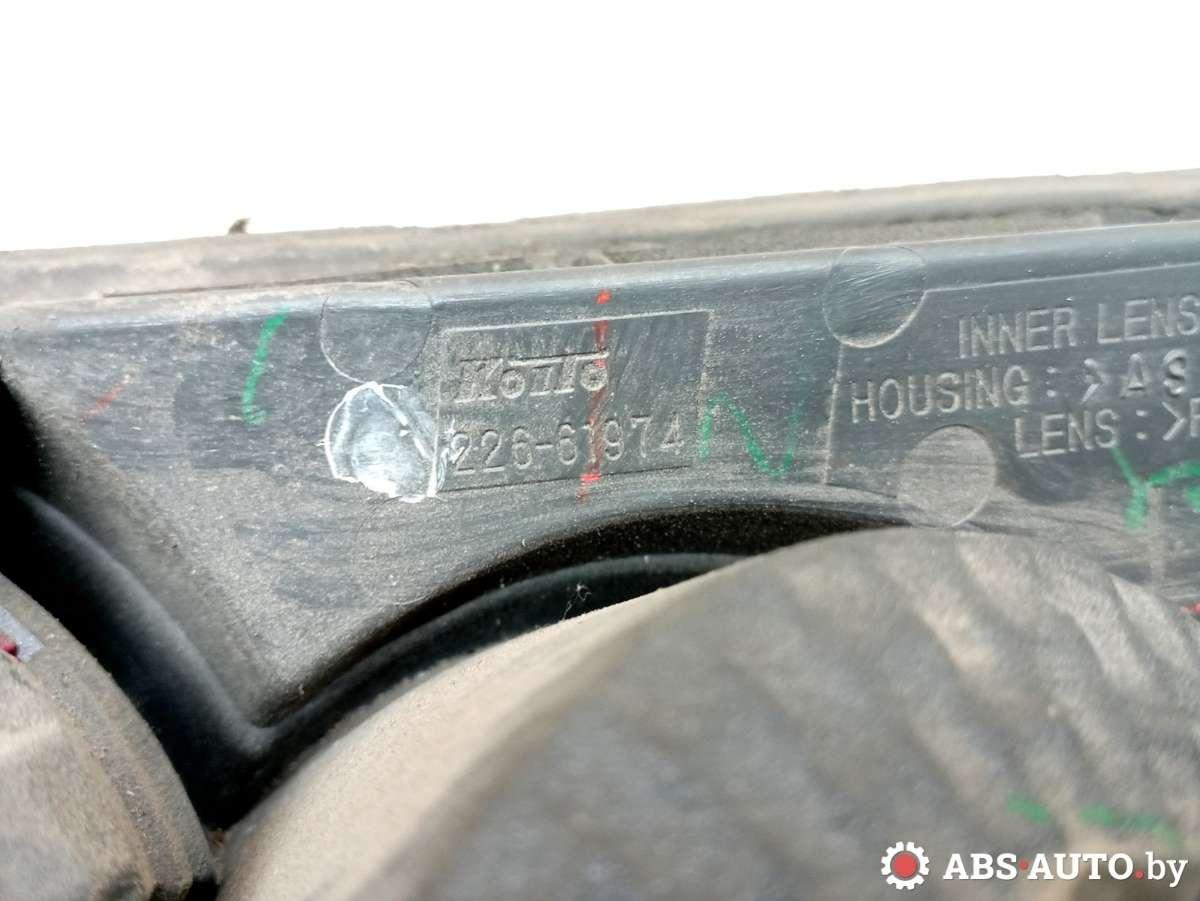 Koito
226-61974
INNER LENS
HOUSING : >AS
LENS : >P
N
ABS-AUTO.by